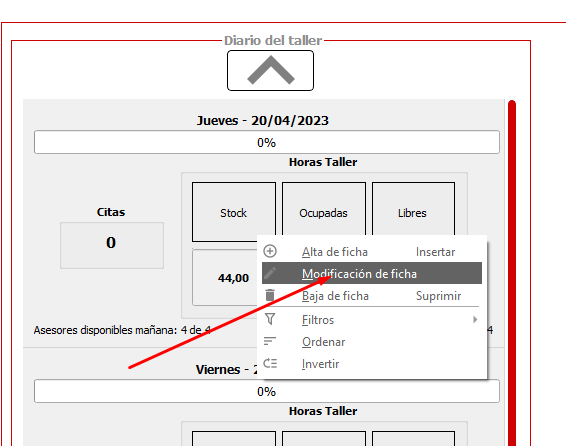 Diario del taller
Jueves - 20/04/2023
0%
Horas Taller
Citas
0
Stock
Ocupadas
Libres
44,00
Alta de ficha Insertar
Modificación de ficha
Baja de ficha Suprimir
Filtros
Ordenar
Invertir
Asesores disponibles mañana: 4 de 4
4
Viernes - 2
0%
Horas Taller